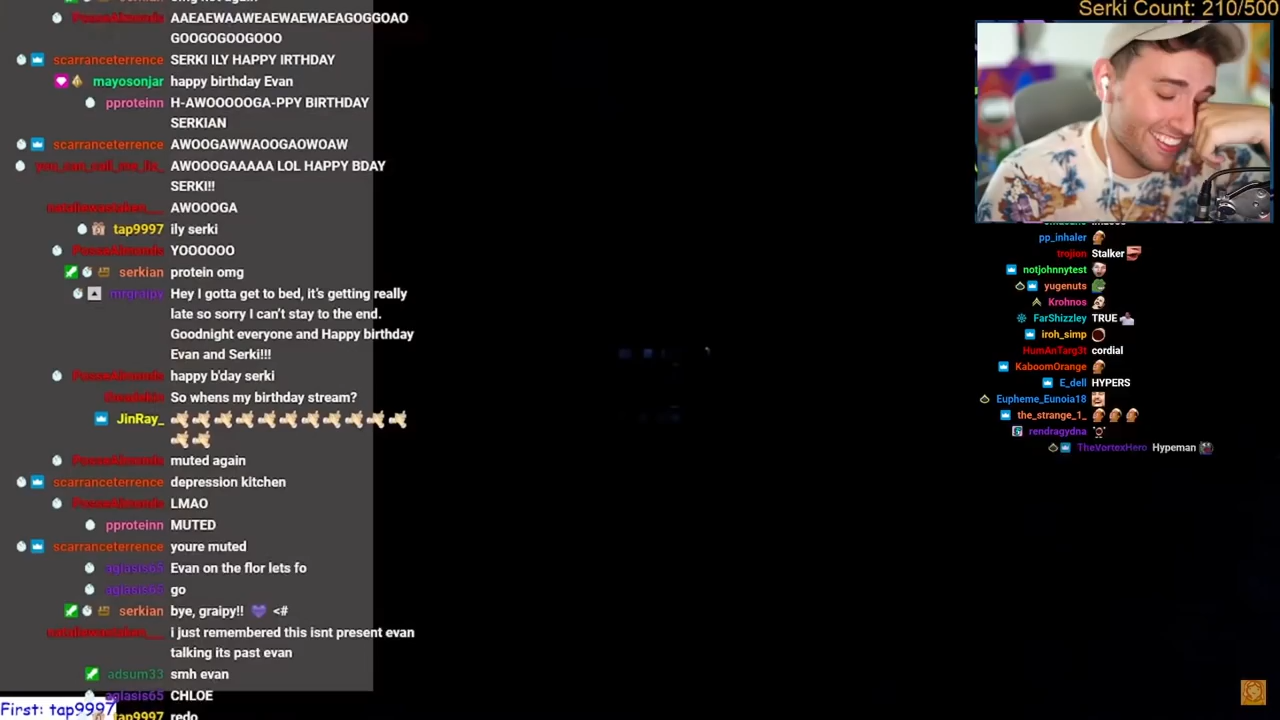 Serki Count: 210/500
AAEAEWAAWEAEWAEWAEAGOGGOAO
GOOGOGOOGOOO
scarranceterrence SERKI ILY HAPPY IRTHDAY
mayosonjar happy birthday Evan
pproteinn H-AWOOOOOGA-PPY BIRTHDAY
SERKIAN
scarranceterrence AWOOGAWWAOOGAOWOAW
AWOOOGAAAAA LOL HAPPY BDAY
SERKI!!
AWOOOGA
tap9997 ily serki
YOOOOOO
serkian protein omg
mrgraipy Hey I gotta get to bed, it's getting really
late so sorry I can't stay to the end.
Goodnight everyone and Happy birthday
Evan and Serki!!!
happy b'day serki
So whens my birthday stream?
JinRay_
muted again
scarranceterrence depression kitchen
LMAO
pproteinn MUTED
scarranceterrence youre muted
aglasis65 Evan on the flor lets fo
aglasis65 go
serkian bye, graipy!! <#
i just remembered this isnt present evan
talking its past evan
adsum33 smh evan
aglasis65 CHLOE
tap9997 redo
First: tap9997
pp_inhaler
trojion Stalker
notjohnnytest
yugenuts
Krohnos
FarShizzley TRUE
iroh_simp
HumAnTarg3t cordial
KaboomOrange
E_dell HYPERS
Eupheme_Eunoia18
the_strange_1_
rendragydna
TheVortexHero Hypeman